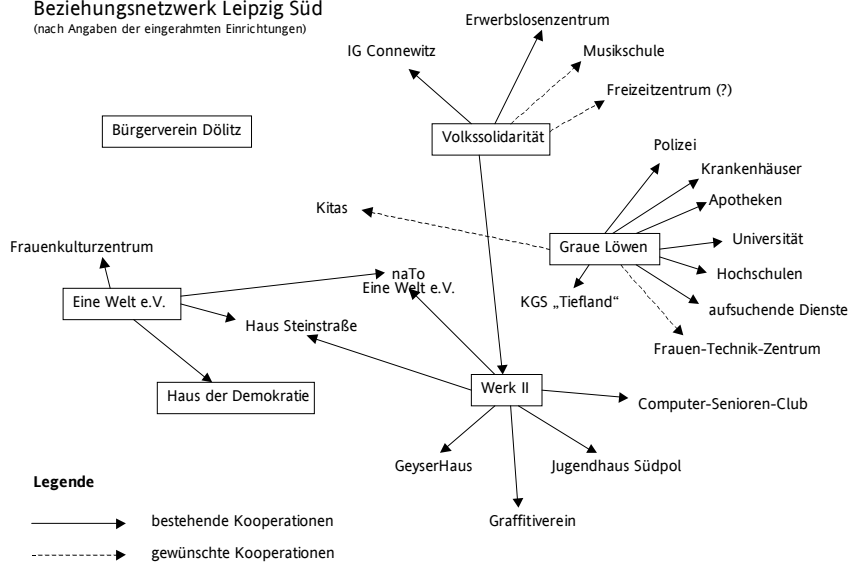 Beziehungsnetzwerk Leipzig Süd
(nach Angaben der eingerahmten Einrichtungen)
Erwerbslosenzentrum
IG Connewitz
Musikschule
Freizeitzentrum (?)
Bürgerverein Dölitz
Volkssolidarität
Polizei
Krankenhäuser
Apotheken
Kitas
Graue Löwen
Universität
Frauenkulturzentrum
naTo
Hochschulen
Eine Welt e.V.
Eine Welt e.V.
KGS „Tiefland“
aufsuchende Dienste
Haus Steinstraße
Frauen-Technik-Zentrum
Haus der Demokratie
Werk II
Computer-Senioren-Club
GeyserHaus
Jugendhaus Südpol
Legende
bestehende Kooperationen
Graffitiverein
gewünschte Kooperationen